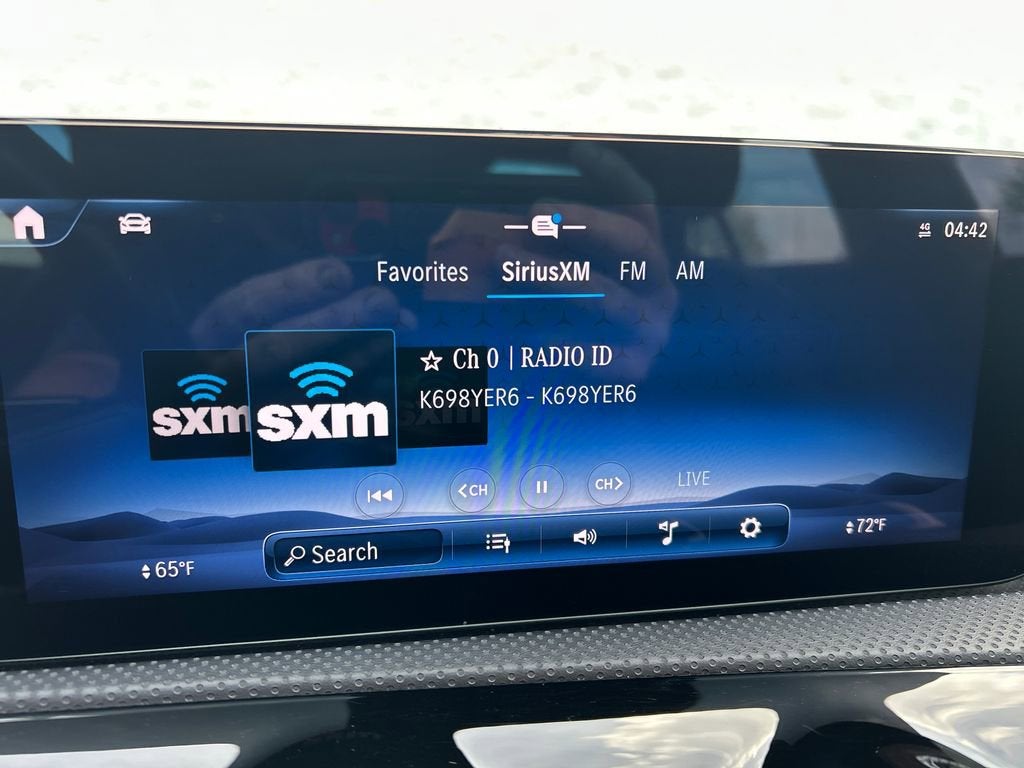 4G 04:42
Favorites SiriusXM FM AM
Ch 0 | RADIO ID
K698YER6 - K698YER6
sxm sxm
<CH CH> LIVE
Search
65°F 72°F